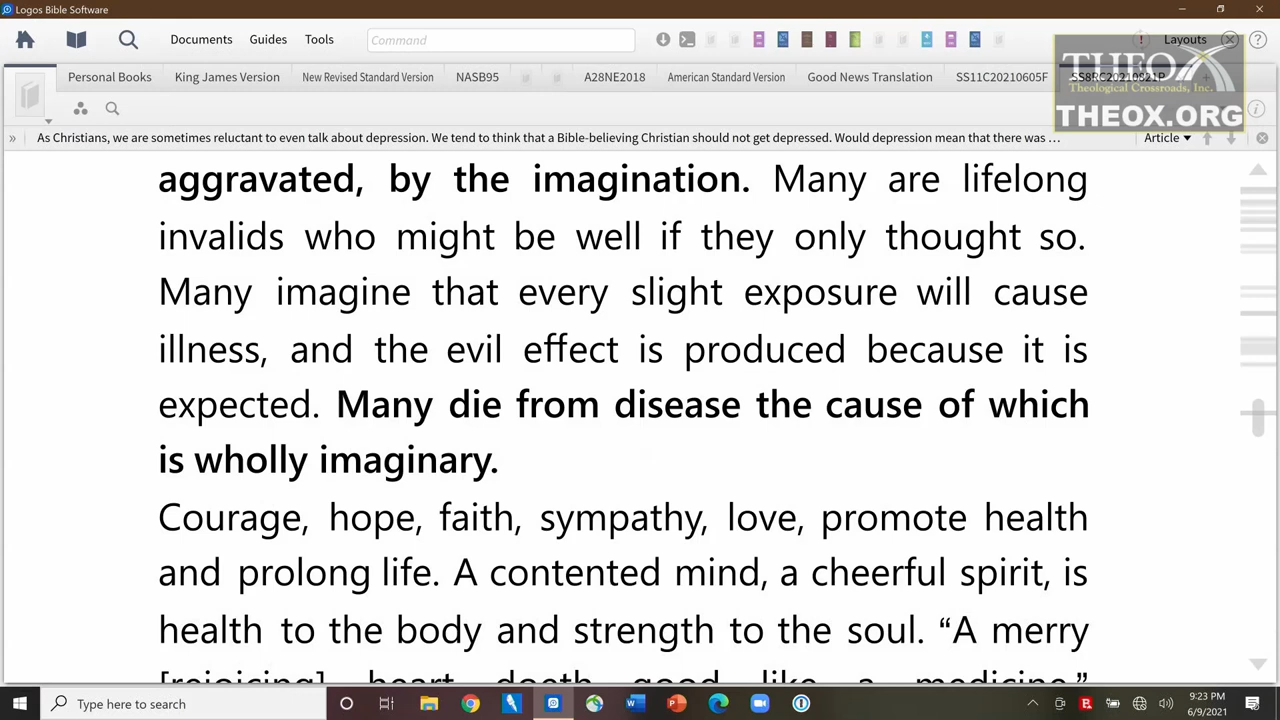 Logos Bible Software
Documents Guides Tools Command Layouts
THEOX
Theological Crossroads, Inc.
THEOX.ORG
Personal Books King James Version New Revised Standard Version NASB95 A28NE2018 American Standard Version Good News Translation SS11C20210605F
» As Christians, we are sometimes reluctant to even talk about depression. We tend to think that a Bible-believing Christian should not get depressed. Would depression mean that there was … Article
aggravated, by the imagination. Many are lifelong
invalids who might be well if they only thought so.
Many imagine that every slight exposure will cause
illness, and the evil effect is produced because it is
expected. Many die from disease the cause of which
is wholly imaginary.
Courage, hope, faith, sympathy, love, promote health
and prolong life. A contented mind, a cheerful spirit, is
health to the body and strength to the soul. “A merry
[rejoicing] heart doeth good like a medicine.”
Type here to search
9:23 PM
6/9/2021